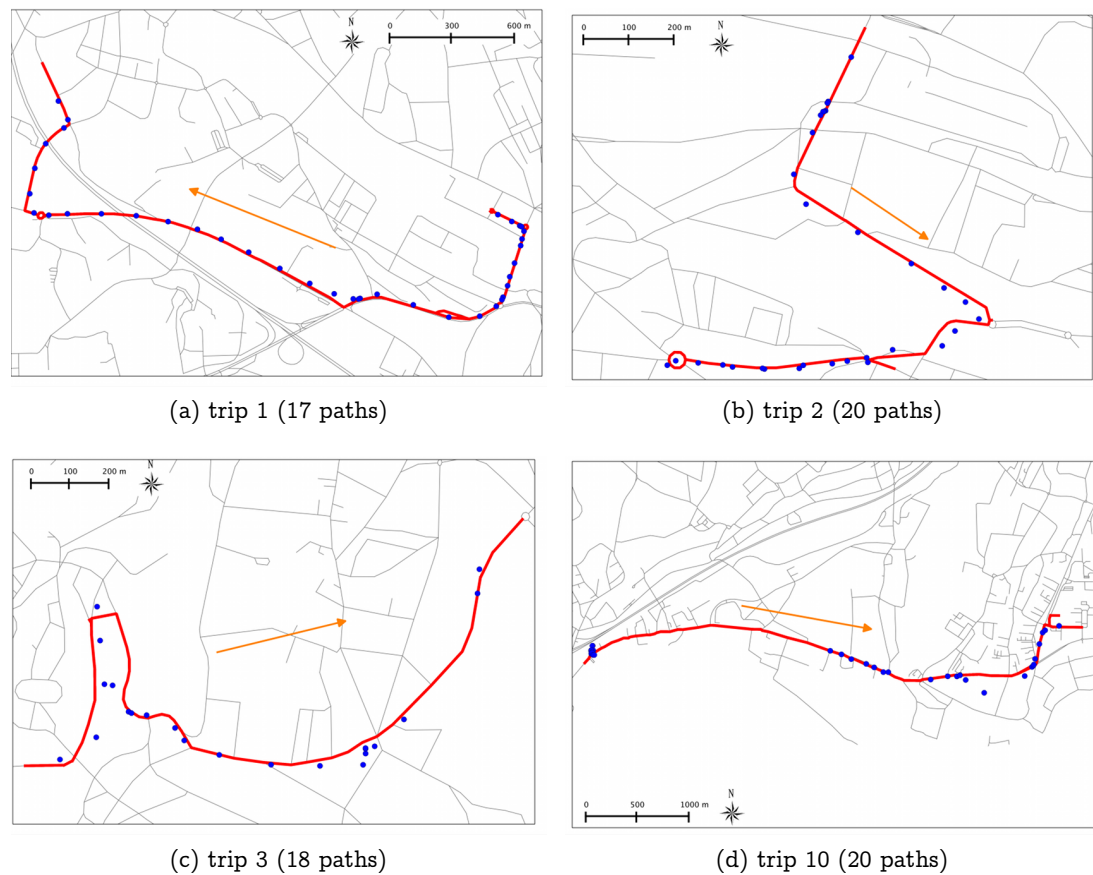 N
0 300 600 m
N
0 100 200 m
(a) trip 1 (17 paths)
(b) trip 2 (20 paths)
N
0 100 200 m
N
0 500 1000 m
(c) trip 3 (18 paths)
(d) trip 10 (20 paths)